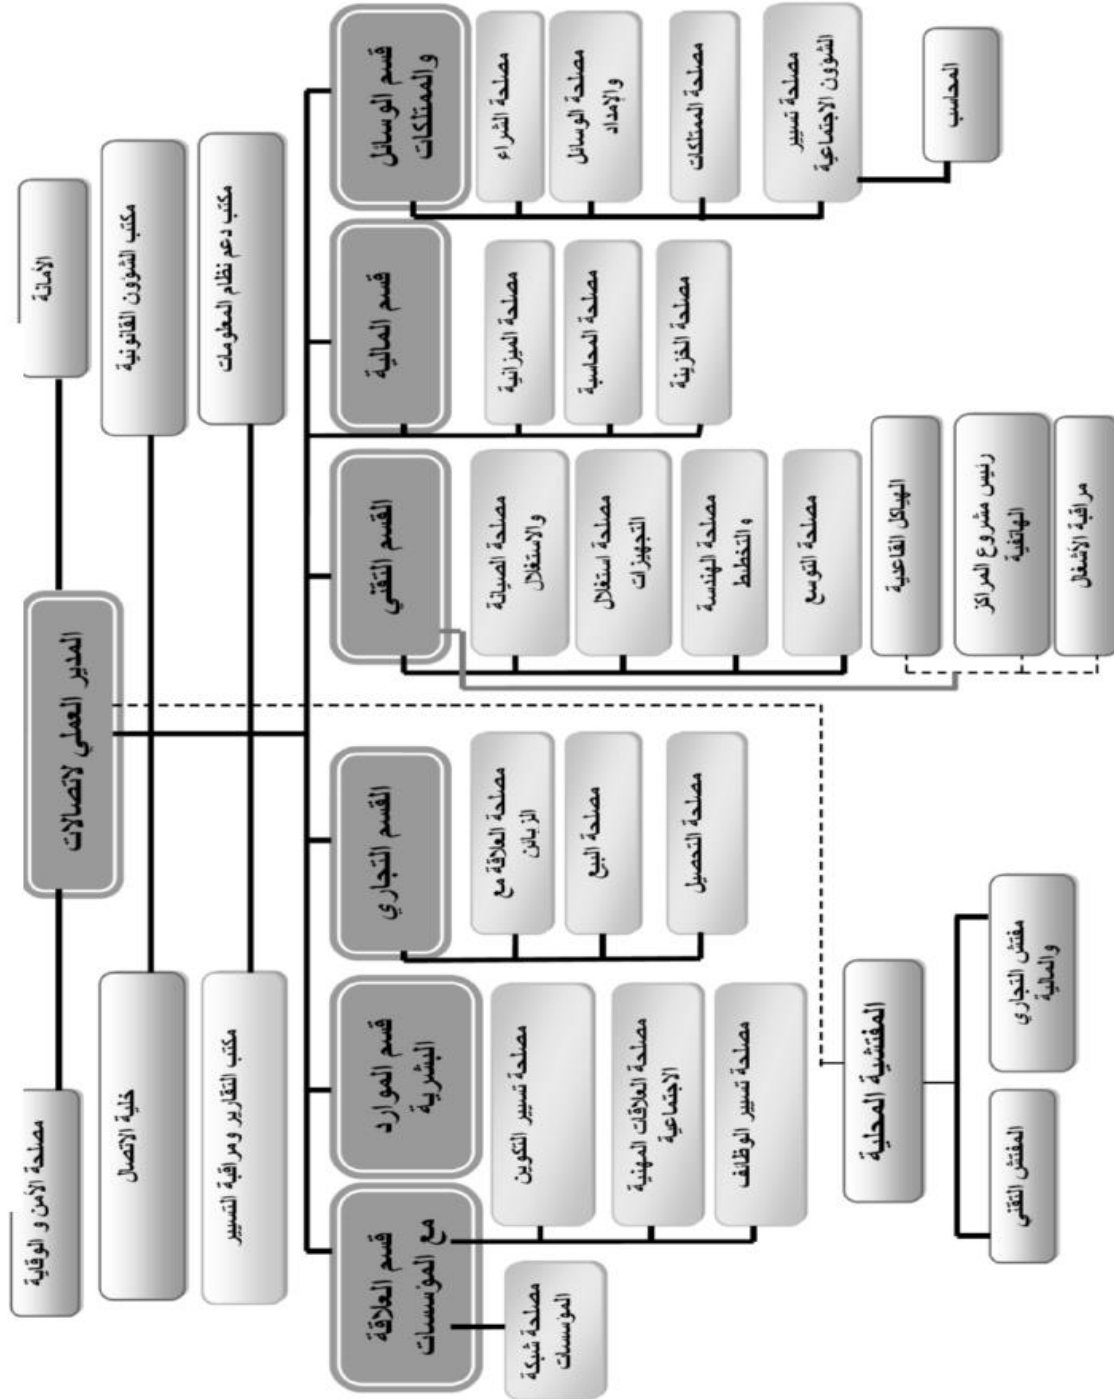 المدير العملي لاتصالات
الأمانة
مصلحة الأمن و الوقاية
مكتب الشؤون القانونية
خلية الاتصال
مكتب دعم نظام المعلومات
مكتب التقارير ومراقبة التسيير
قسم الوسائل
والممتلكات
مصلحة الشراء
مصلحة الوسائل
والإمداد
مصلحة الممتلكات
مصلحة تسيير
الشؤون الاجتماعية
المحاسب
قسم المالية
مصلحة الميزانية
مصلحة المحاسبة
مصلحة الخزينة
القسم التقني
مصلحة الصيانة
والاستغلال
مصلحة استغلال
التجهيزات
مصلحة الهندسة
و التخطيط
مصلحة التوسع
الهياكل القاعدية
رئيس مشروع المراكز
الهاتفية
مراقبة الأشغال
القسم التجاري
مصلحة العلاقة مع
الزبائن
مصلحة البيع
مصلحة التحصيل
قسم الموارد
البشرية
مصلحة تسيير التكوين
مصلحة العلاقات المهنية
الاجتماعية
مصلحة تسيير الوظائف
قسم العلاقة
مع المؤسسات
مصلحة شبكة
المؤسسات
المفتشية المحلية
مفتش التجاري
والمالية
المفتش التقني